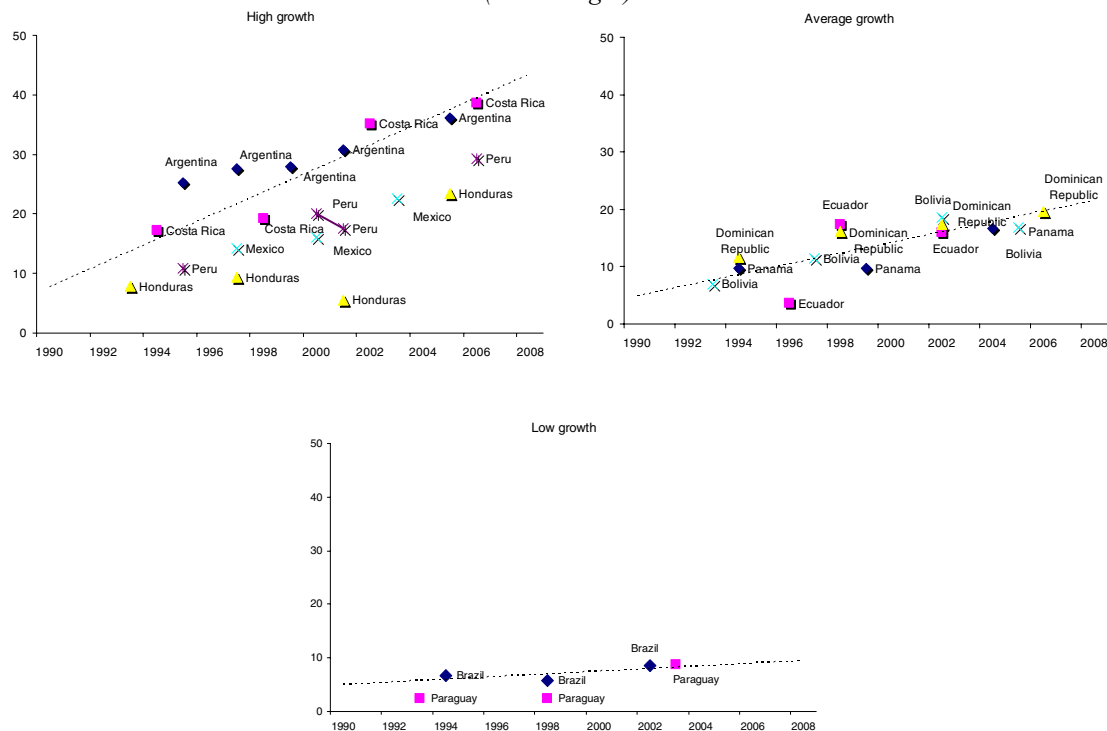 High growth
50
40
30
20
10
0
Costa Rica
Costa Rica
Argentina
Argentina
Argentina
Argentina
Argentina
Peru
Honduras
Peru
Mexico
Costa Rica
Costa Rica
Peru
Mexico
Mexico
Peru
Honduras
Honduras
Honduras
1990 1992 1994 1996 1998 2000 2002 2004 2006 2008
Average growth
50
40
30
20
10
0
Dominican
Republic
Ecuador
Bolivia
Dominican
Republic
Dominican
Republic
Dominican
Republic
Panama
Ecuador
Bolivia
Bolivia
Panama
Panama
Bolivia
Ecuador
1990 1992 1994 1996 1998 2000 2002 2004 2006 2008
Low growth
50
40
30
20
10
0
Brazil
Brazil
Brazil
Paraguay
Paraguay
Paraguay
1990 1992 1994 1996 1998 2000 2002 2004 2006 2008